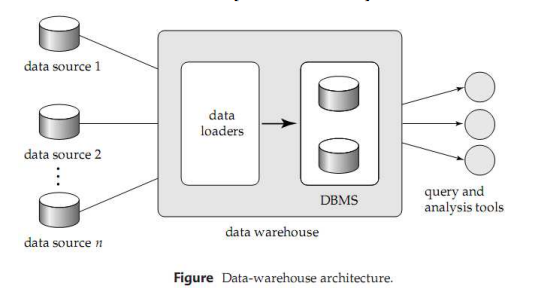 data source 1
data source 2
data source n
data
loaders
DBMS
data warehouse
query and
analysis tools
Figure Data-warehouse architecture.